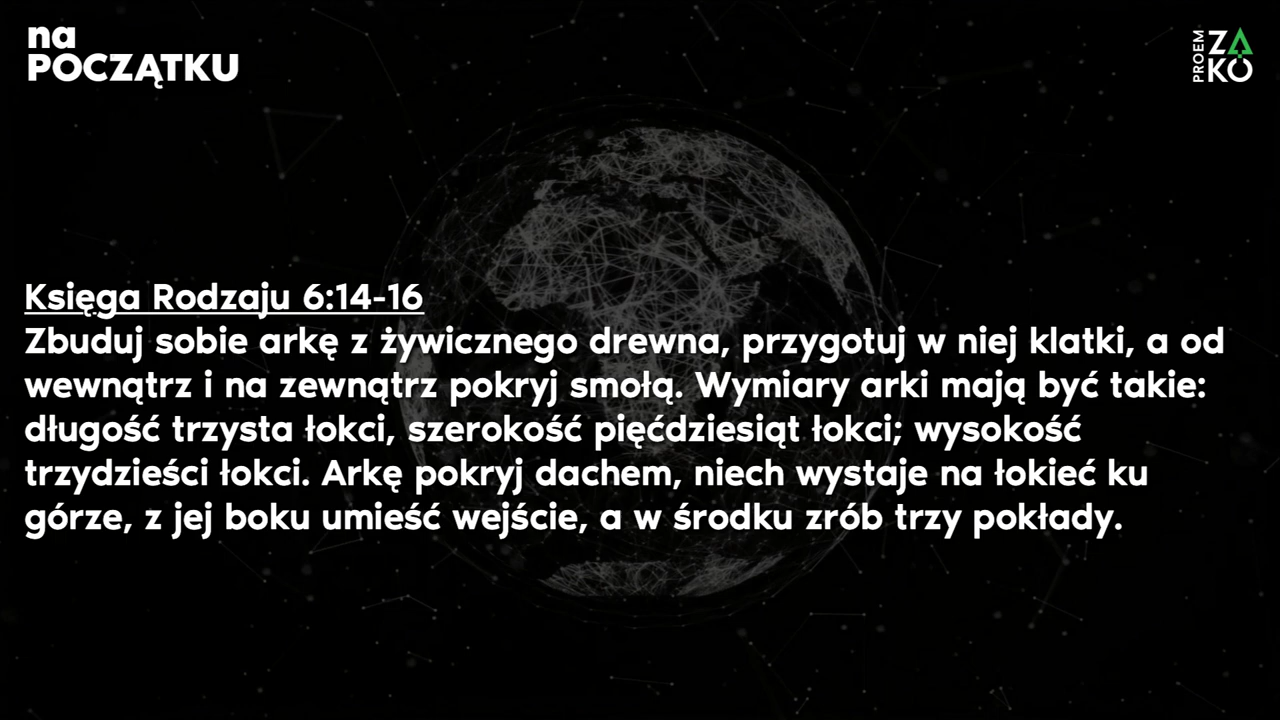 na
POCZĄTKU
PROEM
ZA
KO
Księga Rodzaju 6:14-16
Zbuduj sobie arkę z żywicznego drewna, przygotuj w niej klatki, a od
wewnątrz i na zewnątrz pokryj smołą. Wymiary arki mają być takie:
długość trzysta łokci, szerokość pięćdziesiąt łokci; wysokość
trzydzieści łokci. Arkę pokryj dachem, niech wystaje na łokieć ku
górze, z jej boku umieść wejście, a w środku zrób trzy pokłady.